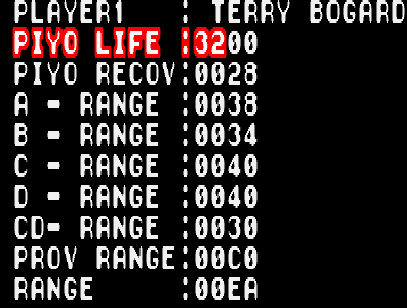 PLAYER1 : TERRY BOGARD
PIYO LIFE :3200
PIYO RECOV:0028
A - RANGE :0038
B - RANGE :0034
C - RANGE :0040
D - RANGE :0040
CD- RANGE :0030
PROV RANGE:00C0
RANGE :00EA